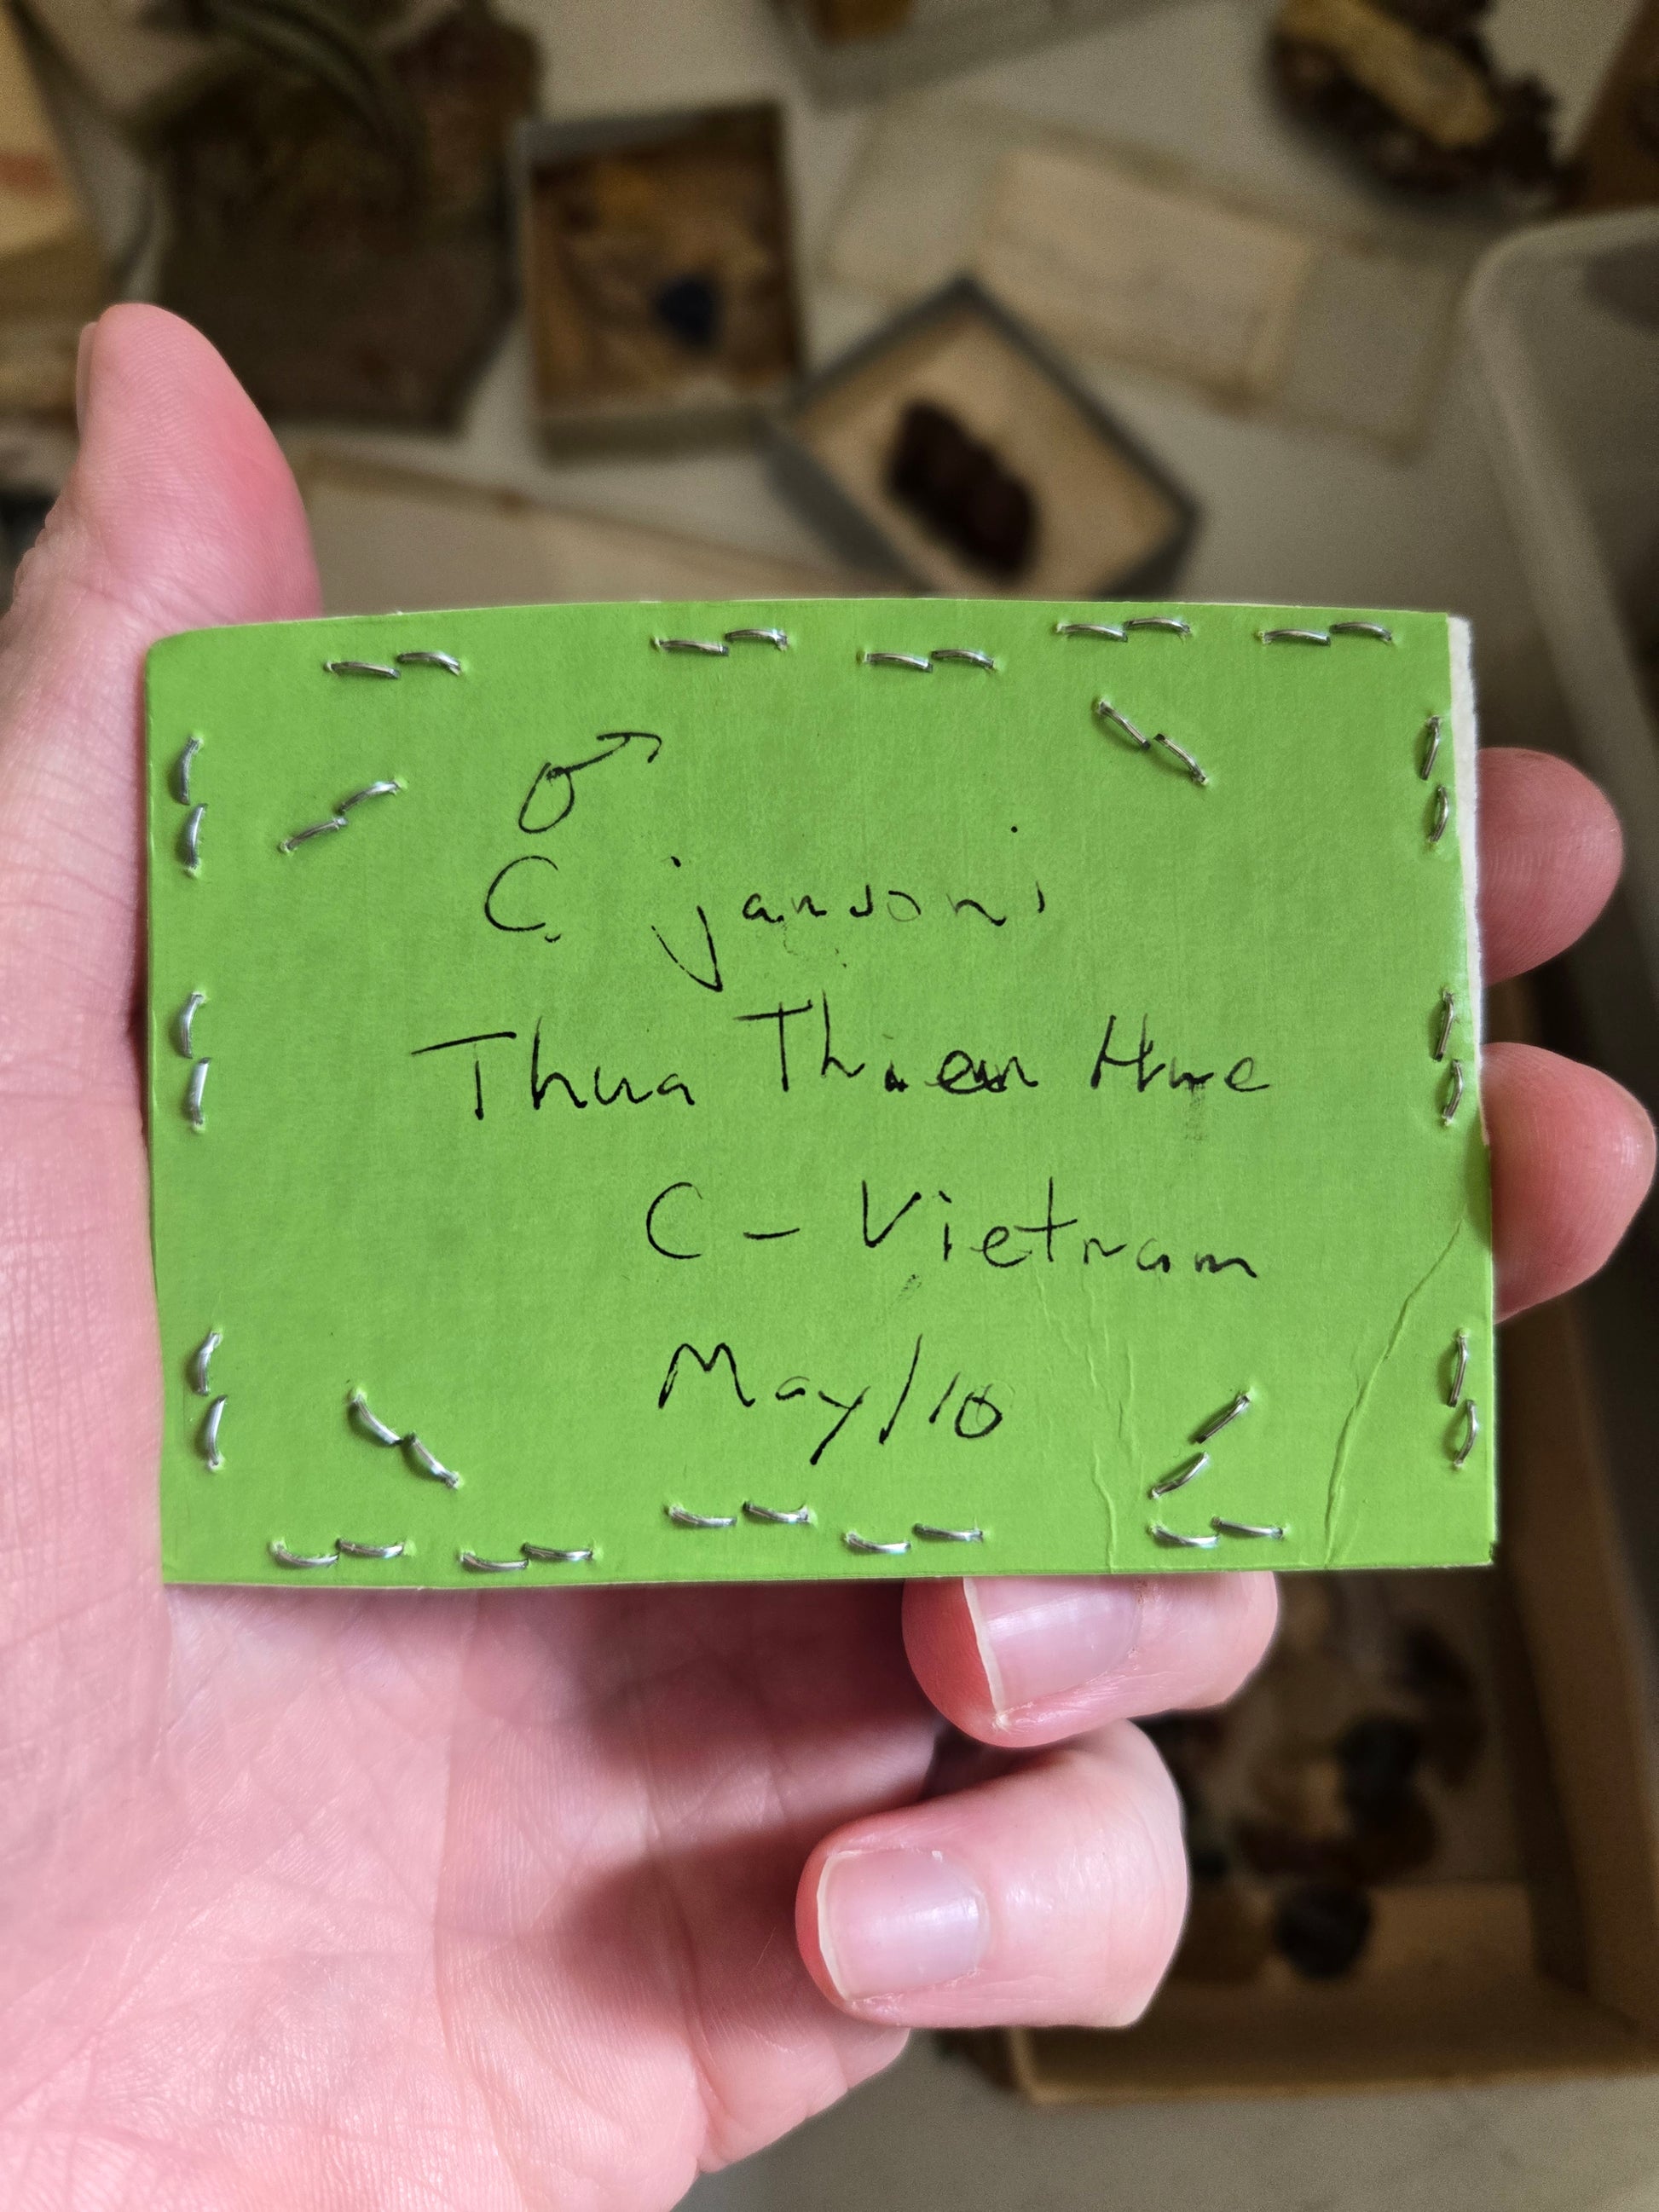 ♂
C. jansoni
Thua Thien Hue
C - Vietnam
May/10